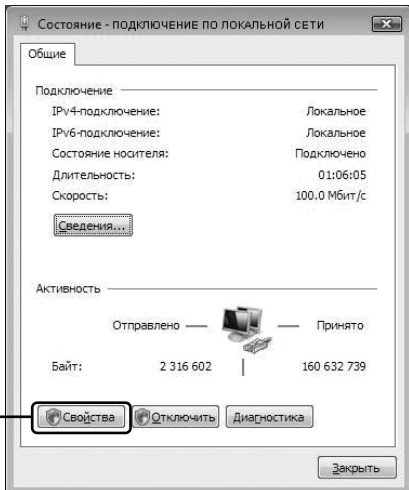 Состояние - ПОДКЛЮЧЕНИЕ ПО ЛОКАЛЬНОЙ СЕТИ
Общие
Подключение
IPv4-подключение: Локальное
IPv6-подключение: Локальное
Состояние носителя: Подключено
Длительность: 01:06:05
Скорость: 100.0 Мбит/с
Сведения...
Активность
Отправлено — — Принято
Байт: 2 316 602 | 160 632 739
Свойства Отключить Диагностика
Закрыть